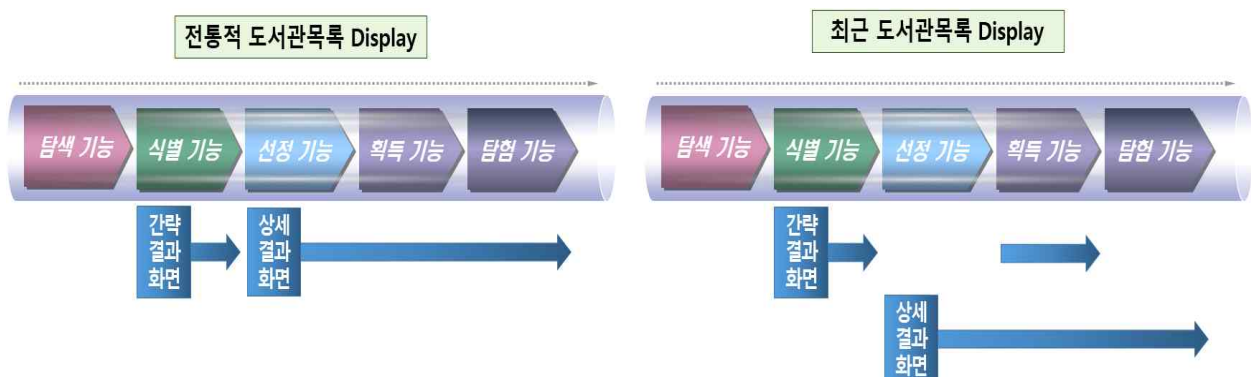 전통적 도서관목록 Display
탐색 기능
식별 기능
선정 기능
획득 기능
탐험 기능
간략
결과
화면
상세
결과
화면
최근 도서관목록 Display
탐색 기능
식별 기능
선정 기능
획득 기능
탐험 기능
간략
결과
화면
상세
결과
화면